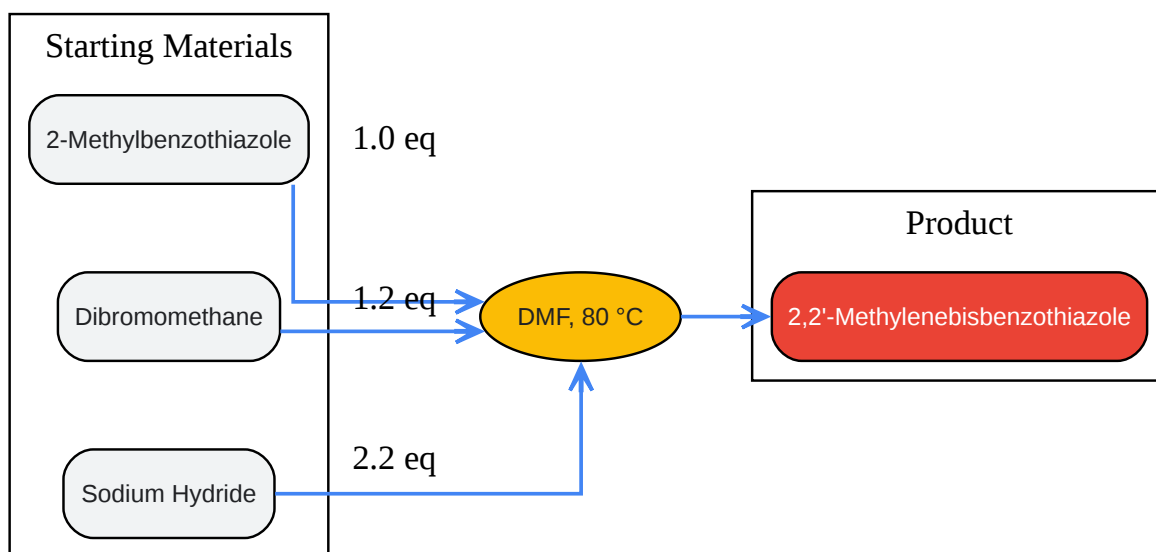 Starting Materials
2-Methylbenzothiazole
1.0 eq
Product
Dibromomethane
1.2 eq
DMF, 80 °C
2,2'-Methylenebisbenzothiazole
Sodium Hydride
2.2 eq